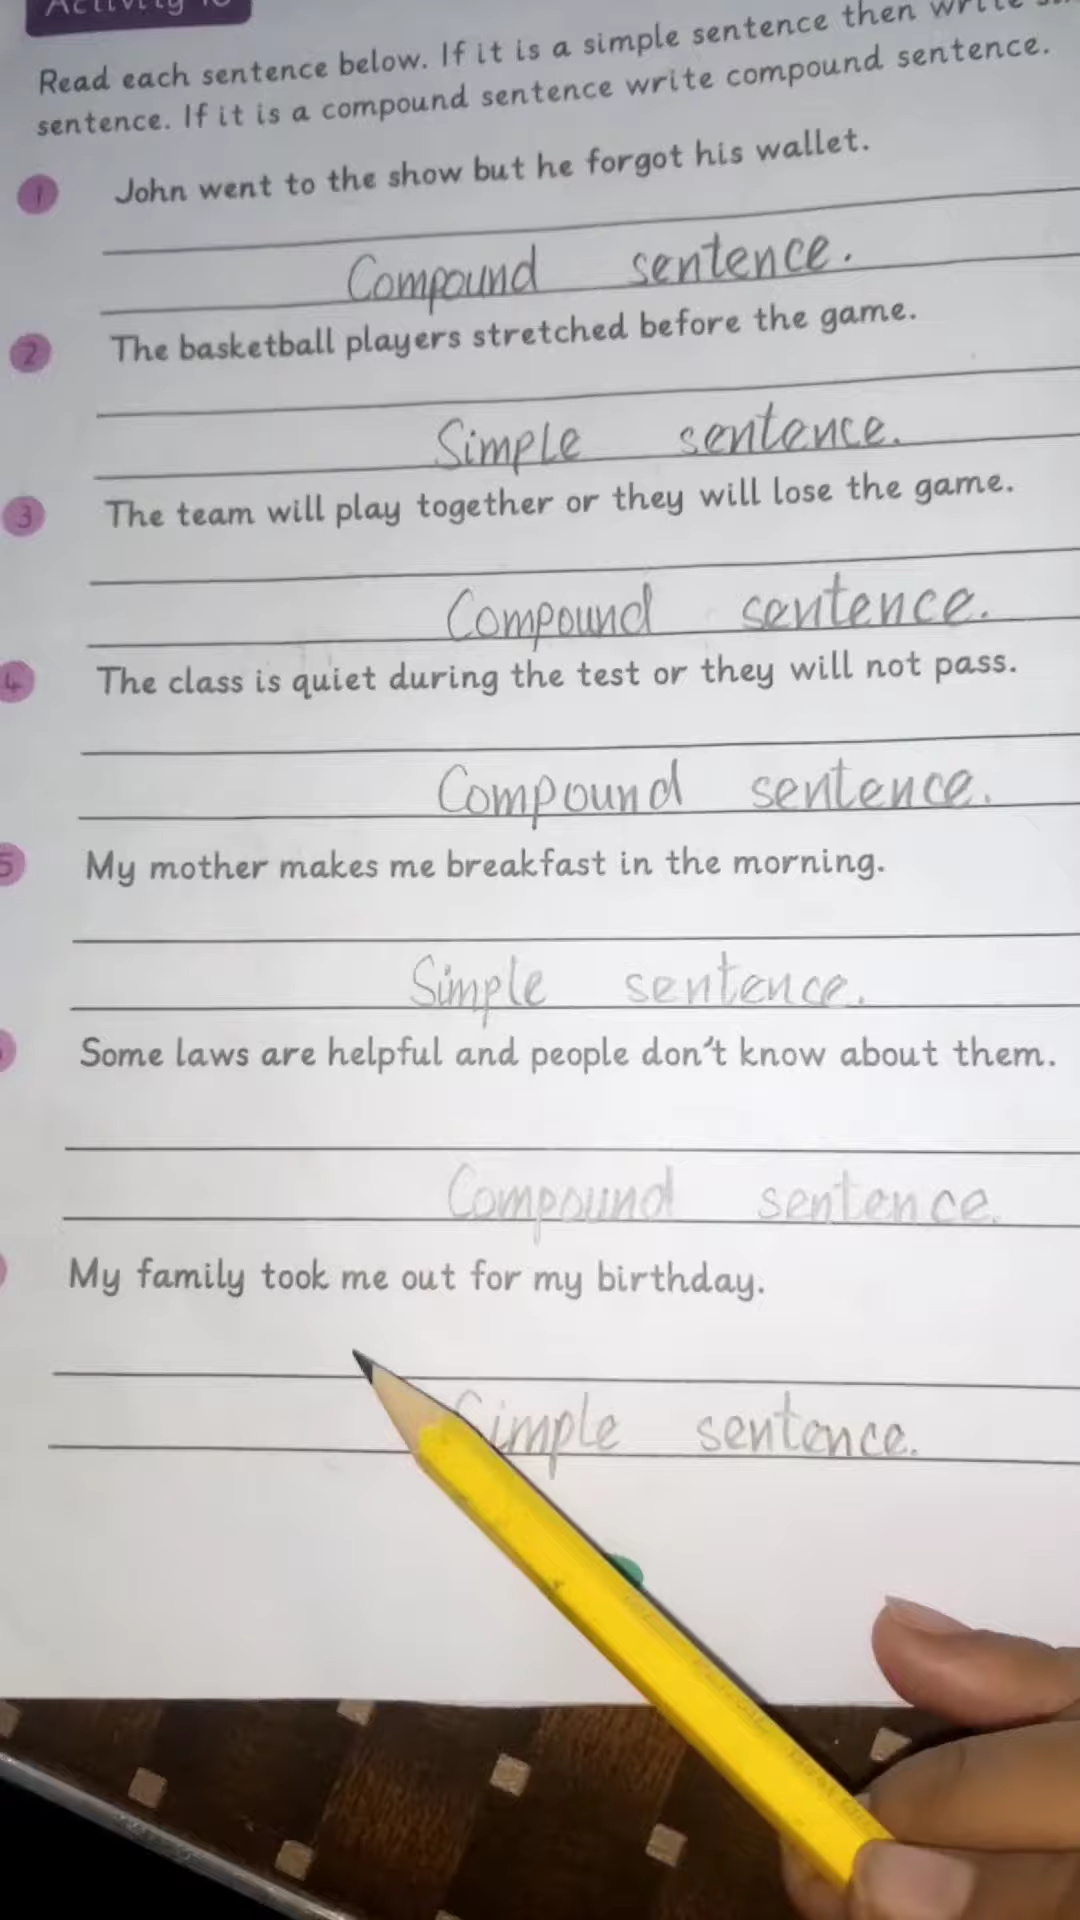 Activity
Read each sentence below. If it is a simple sentence then write
sentence. If it is a compound sentence write compound sentence.
1 John went to the show but he forgot his wallet.
Compound sentence.
2 The basketball players stretched before the game.
Simple sentence.
3 The team will play together or they will lose the game.
Compound sentence.
4 The class is quiet during the test or they will not pass.
Compound sentence.
5 My mother makes me breakfast in the morning.
Simple sentence.
Some laws are helpful and people don't know about them.
Compound sentence.
My family took me out for my birthday.
Simple sentence.